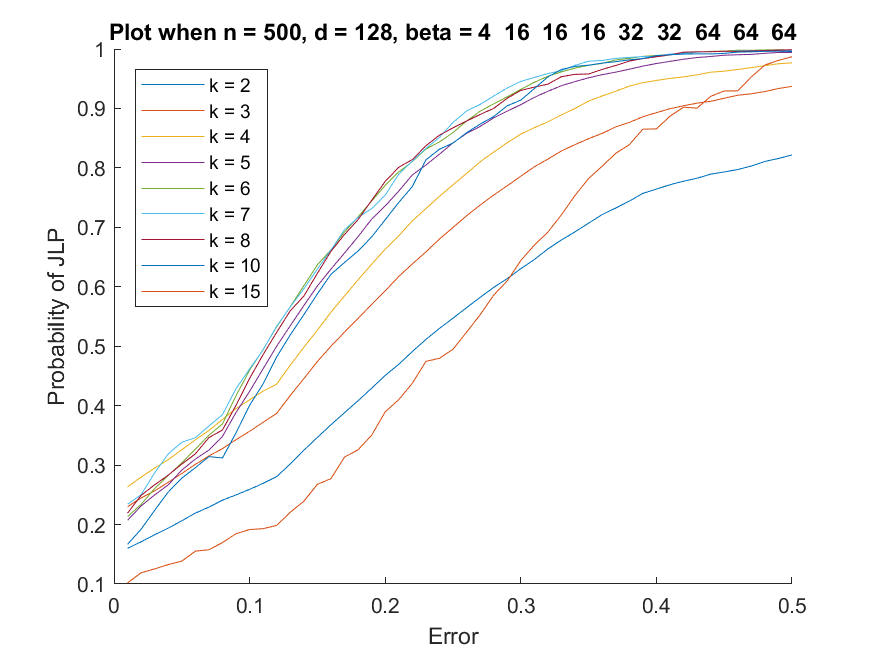 Plot when n = 500, d = 128, beta = 4 16 16 16 32 32 64 64 64
1
0.9
0.8
0.7
0.6
0.5
0.4
0.3
0.2
0.1
Probability of JLP
k = 2
k = 3
k = 4
k = 5
k = 6
k = 7
k = 8
k = 10
k = 15
0 0.1 0.2 0.3 0.4 0.5
Error